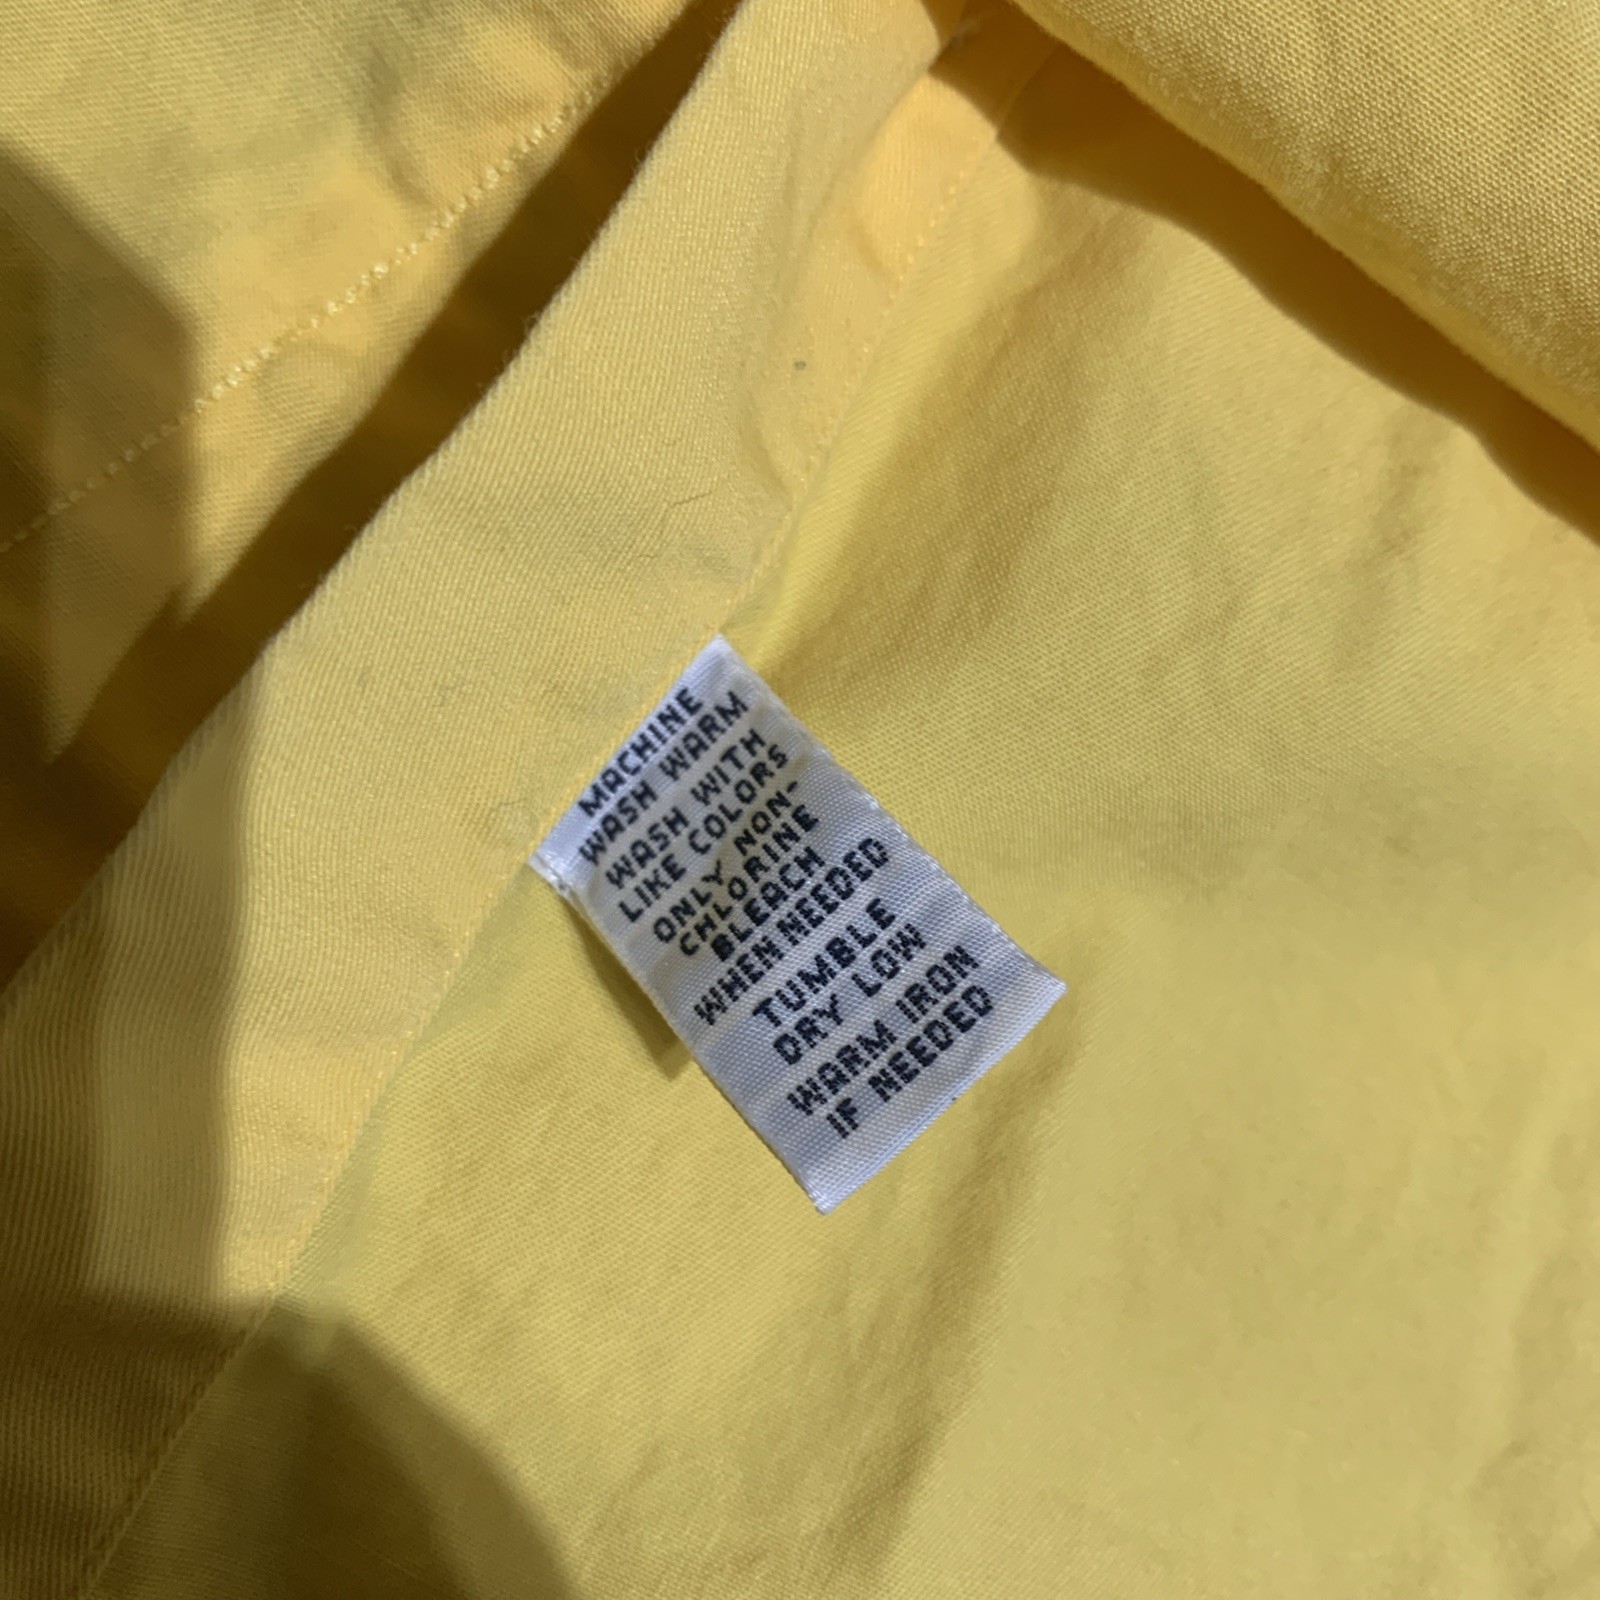 MACHINE
WASH WARM
WASH WITH
LIKE COLORS
ONLY NON-
CHLORINE
BLEACH
WHEN NEEDED
TUMBLE
DRY LOW
WARM IRON
IF NEEDED